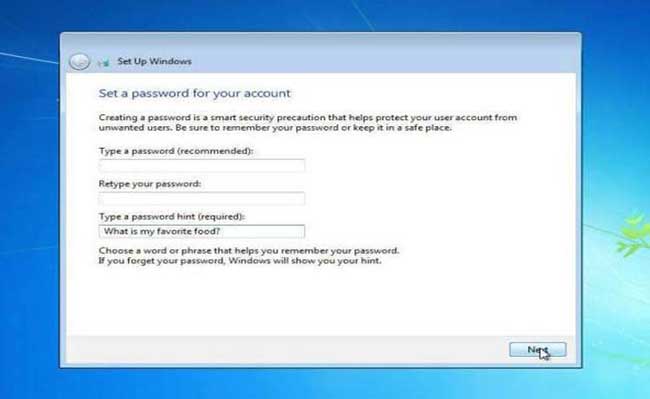 Set Up Windows
Set a password for your account
Creating a password is a smart security precaution that helps protect your user account from
unwanted users. Be sure to remember your password or keep it in a safe place.
Type a password (recommended):
Retype your password:
Type a password hint (required):
What is my favorite food?
Choose a word or phrase that helps you remember your password.
If you forget your password, Windows will show you your hint.
Next